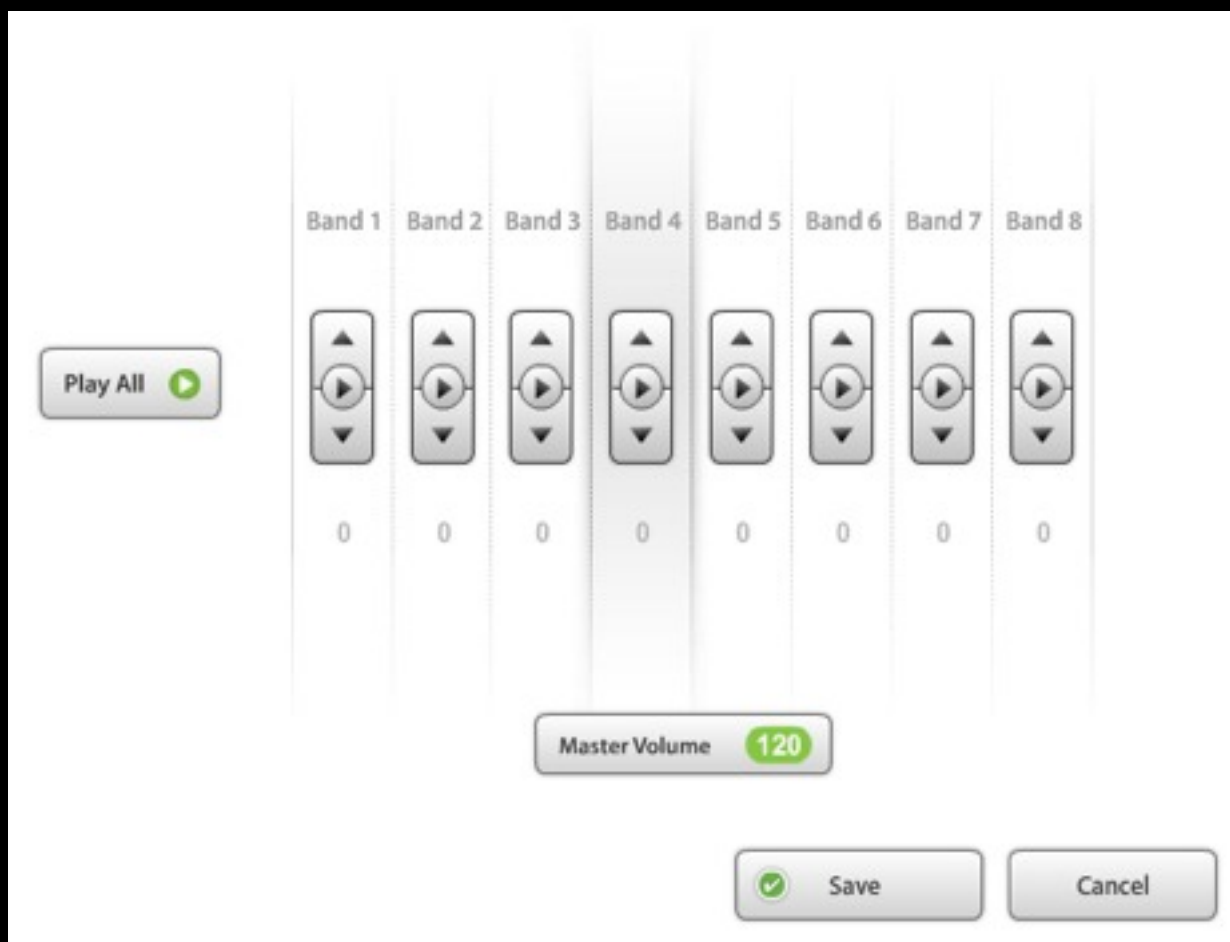 Band 1 Band 2 Band 3 Band 4 Band 5 Band 6 Band 7 Band 8
Play All
0 0 0 0 0 0 0 0
Master Volume 120
Save Cancel